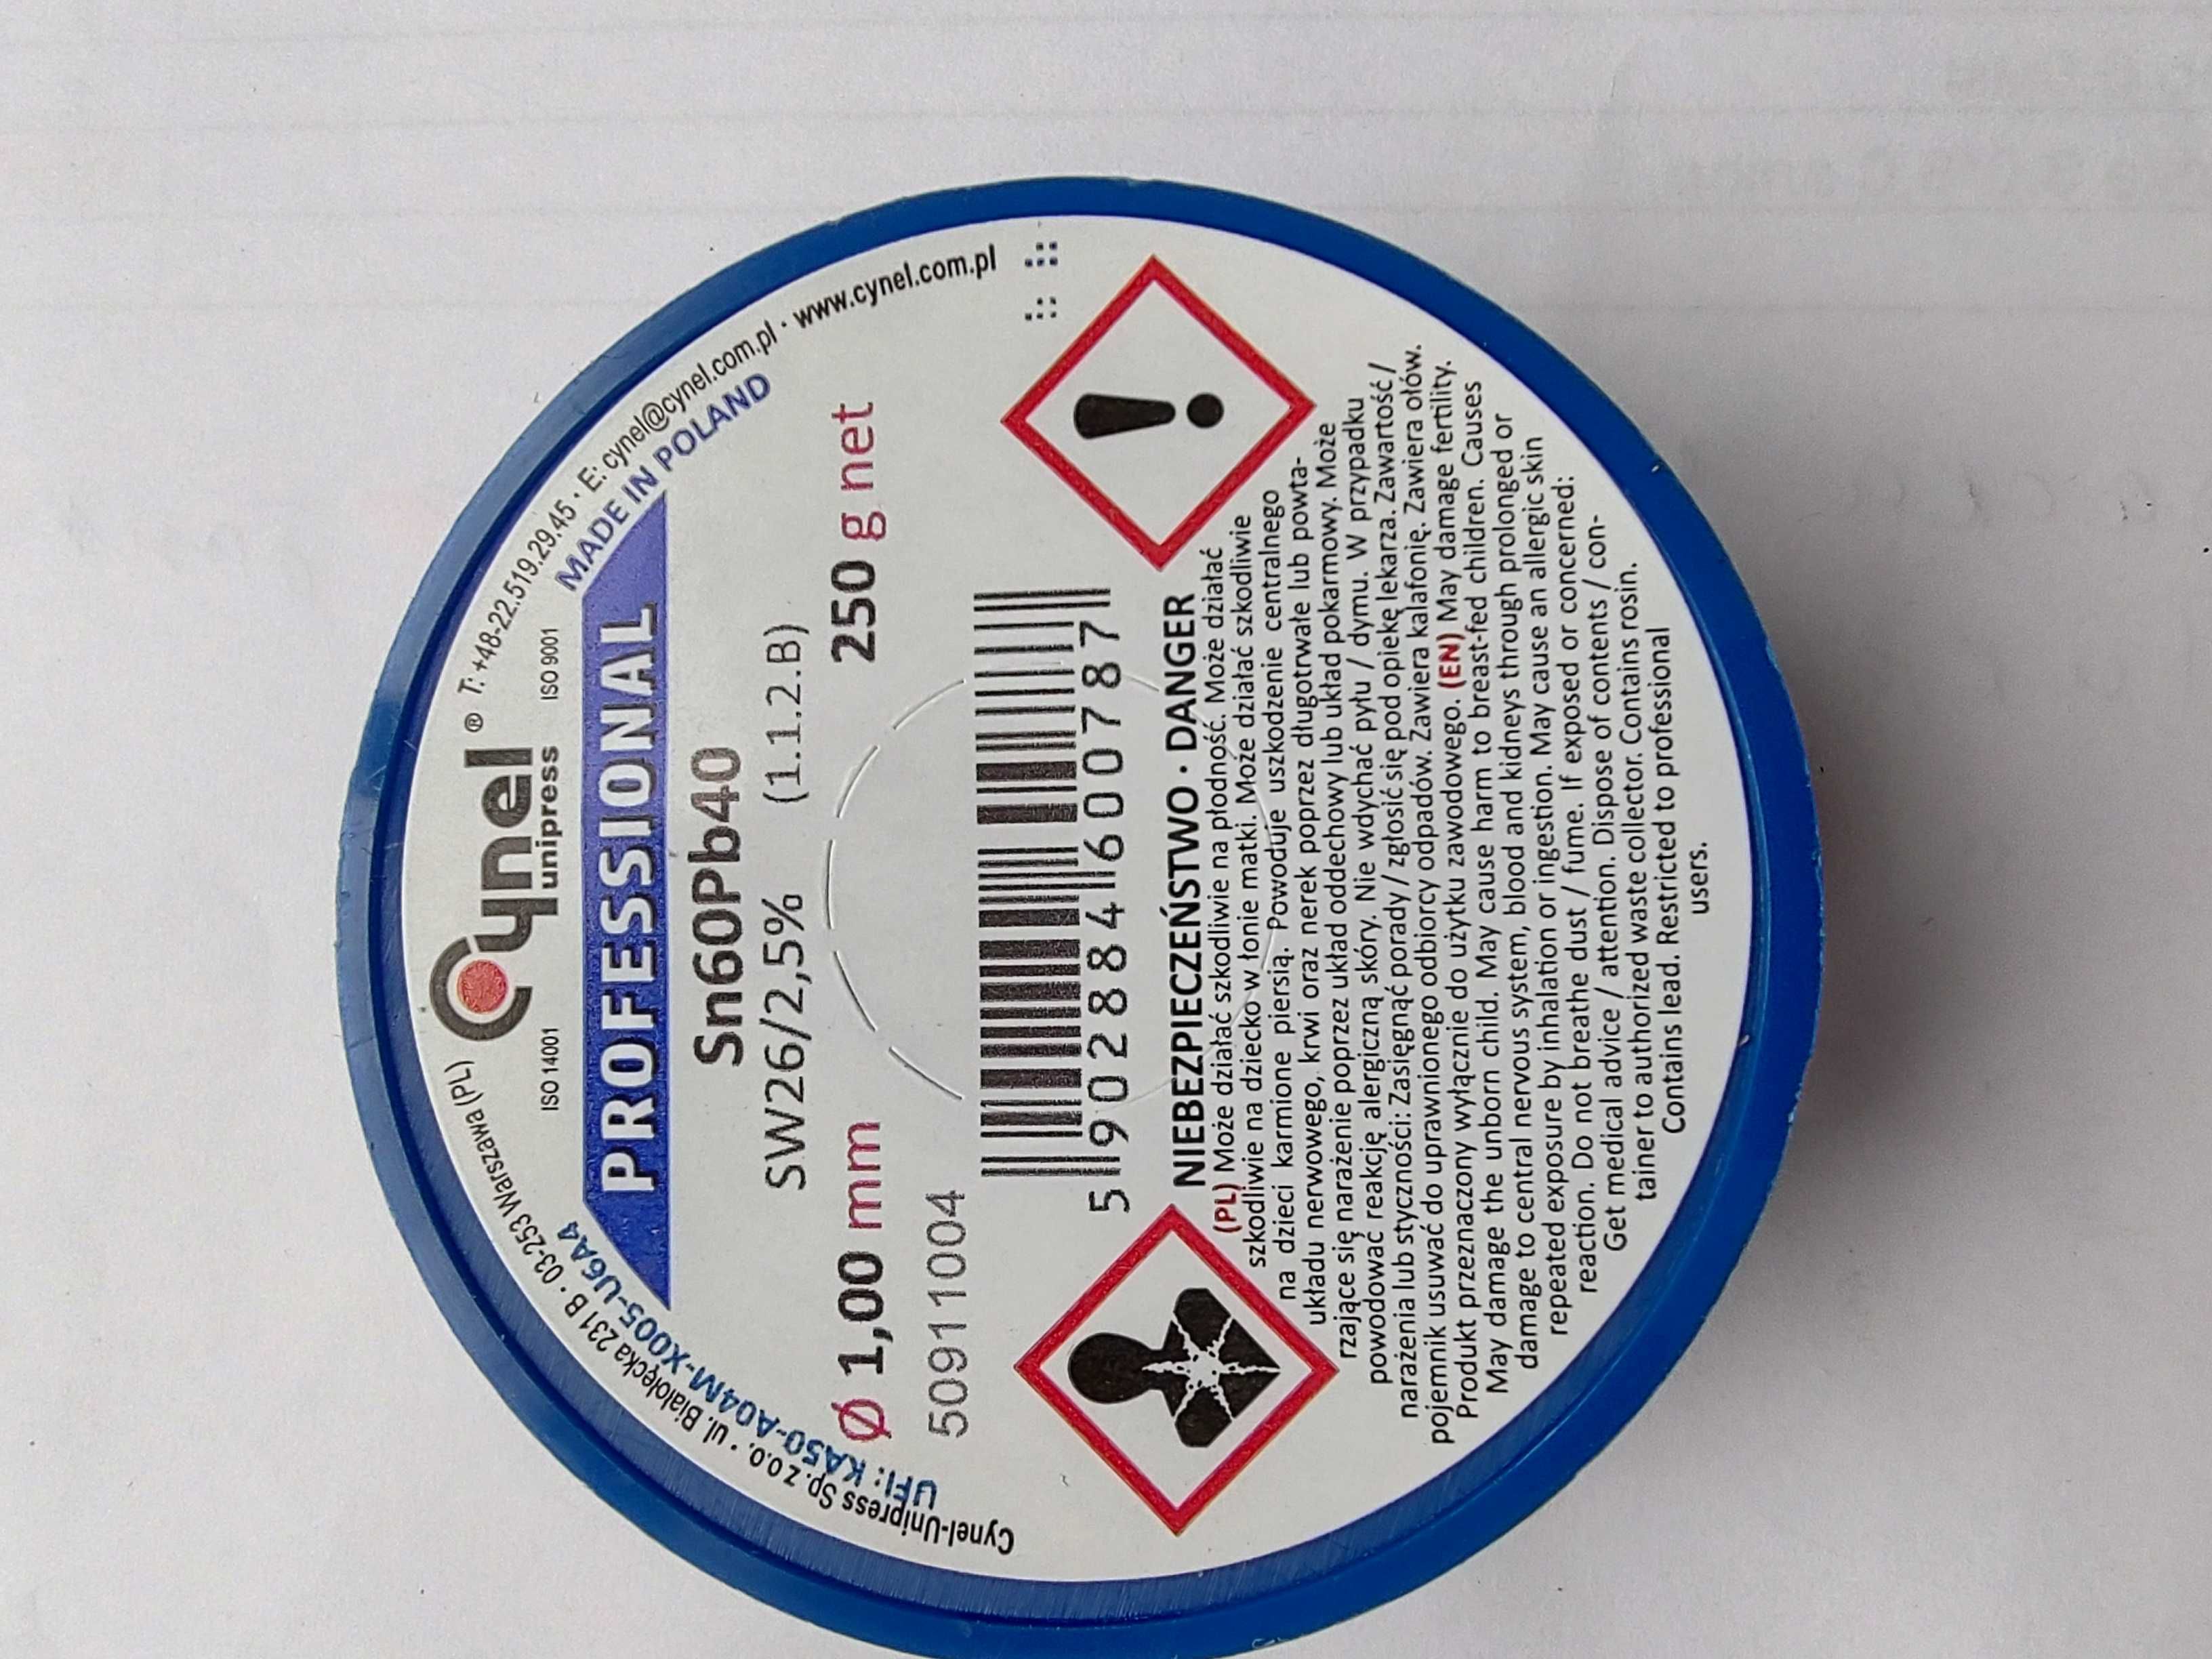 Cynel-Unipress Sp. z o.o. • ul. Białołęcka 231 B • 03-253 Warszawa (PL)
T: +48-22.519.29.45 • E: cynel@cynel.com.pl • www.cynel.com.pl
UFI: KA50-A04M-X005-U6A4
Cynel®
unipress
ISO 14001
ISO 9001
MADE IN POLAND
PROFESSIONAL
Sn60Pb40
SW26/2,5% (1.1.2.B)
Ø 1,00 mm 250 g net
50911004
5902884600787
NIEBEZPIECZEŃSTWO • DANGER
(PL) Może działać szkodliwie na płodność. Może działać
szkodliwie na dziecko w łonie matki. Może działać szkodliwie
na dzieci karmione piersią. Powoduje uszkodzenie centralnego
układu nerwowego, krwi oraz nerek poprzez długotrwałe lub powta-
rzające się narażenie poprzez układ oddechowy lub układ pokarmowy. Może
powodować reakcję alergiczną skóry. Nie wdychać pyłu / dymu. W przypadku
narażenia lub styczności: Zasięgnąć porady / zgłosić się pod opiekę lekarza. Zawartość /
pojemnik usuwać do uprawnionego odbiorcy odpadów. Zawiera kalafonię. Zawiera ołów.
Produkt przeznaczony wyłącznie do użytku zawodowego. (EN) May damage fertility.
May damage the unborn child. May cause harm to breast-fed children. Causes
damage to central nervous system, blood and kidneys through prolonged or
repeated exposure by inhalation or ingestion. May cause an allergic skin
reaction. Do not breathe dust / fume. If exposed or concerned:
Get medical advice / attention. Dispose of contents / con-
tainer to authorized waste collector. Contains rosin.
Contains lead. Restricted to professional
users.